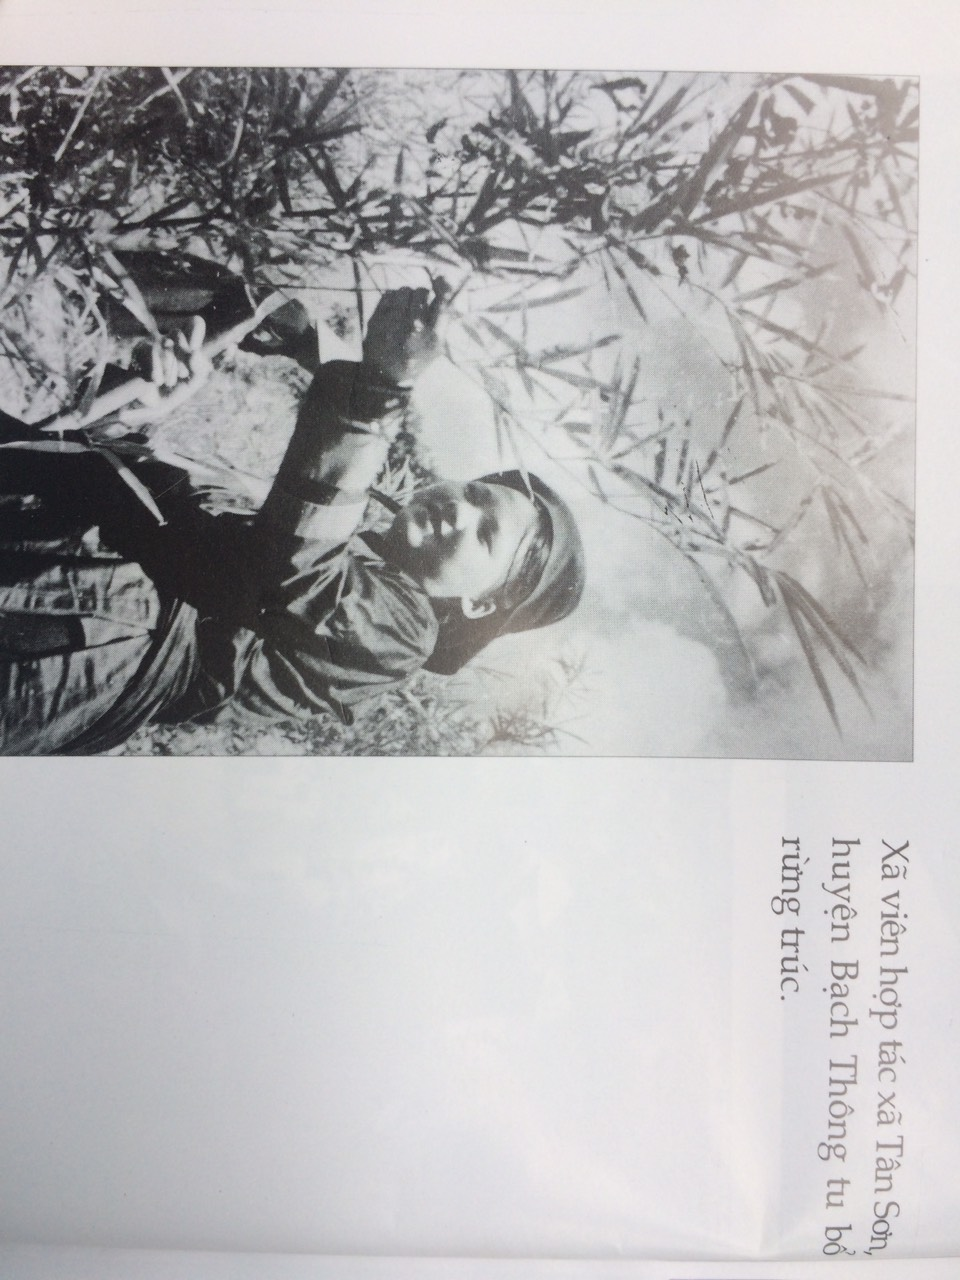 Xã viên hợp tác xã Tân Sơn,
huyện Bạch Thông tu bổ
rừng trúc.